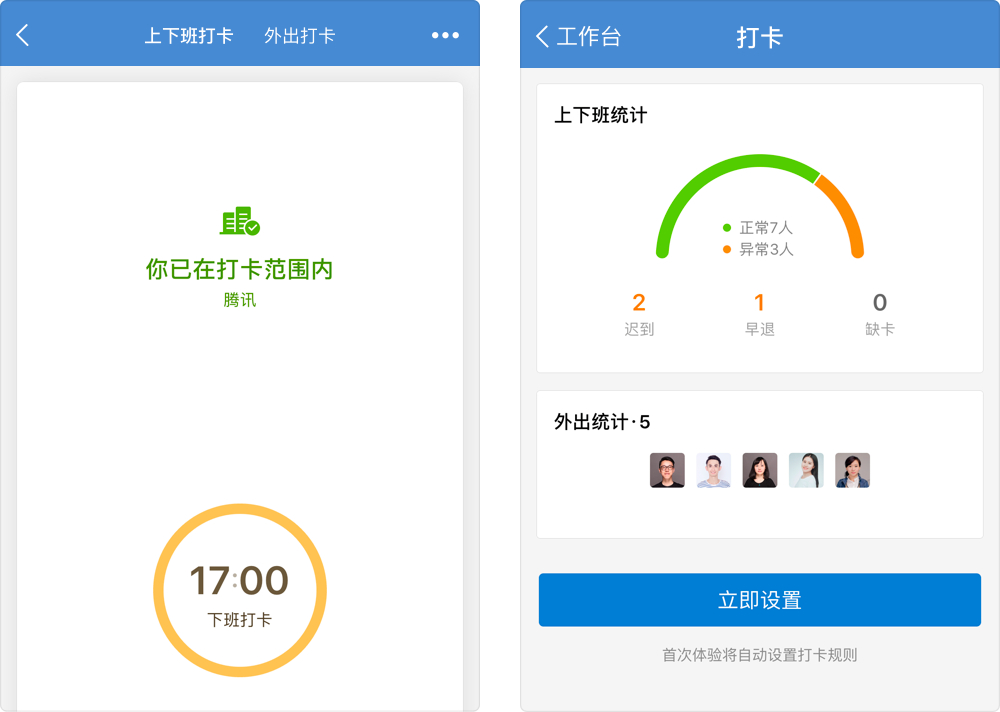 上下班打卡 外出打卡
你已在打卡范围内
腾讯
17:00
下班打卡
工作台 打卡
上下班统计
正常7人
异常3人
2 1 0
迟到 早退 缺卡
外出统计·5
立即设置
首次体验将自动设置打卡规则